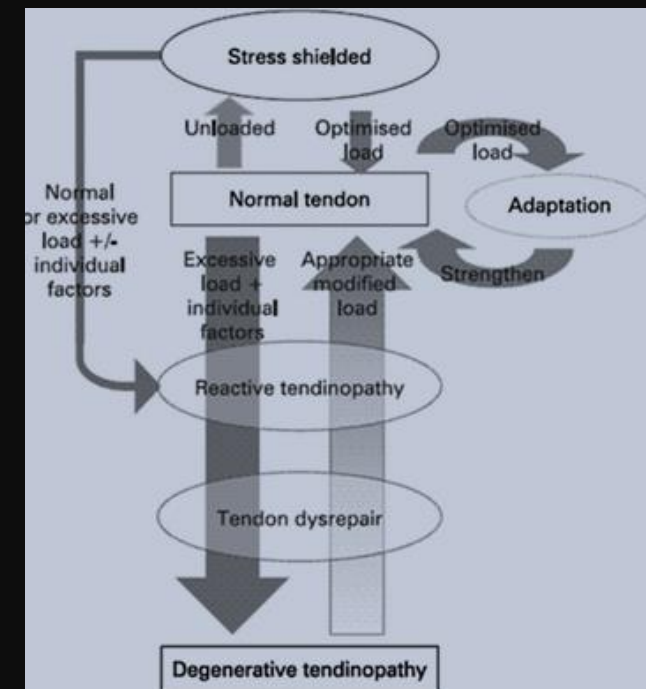 Stress shielded
Unloaded
Optimised
load
Optimised
load
Normal tendon
Adaptation
Normal
or excessive
load +/-
individual
factors
Excessive
load +
individual
factors
Appropriate
modified
load
Strengthen
Reactive tendinopathy
Tendon dysrepair
Degenerative tendinopathy